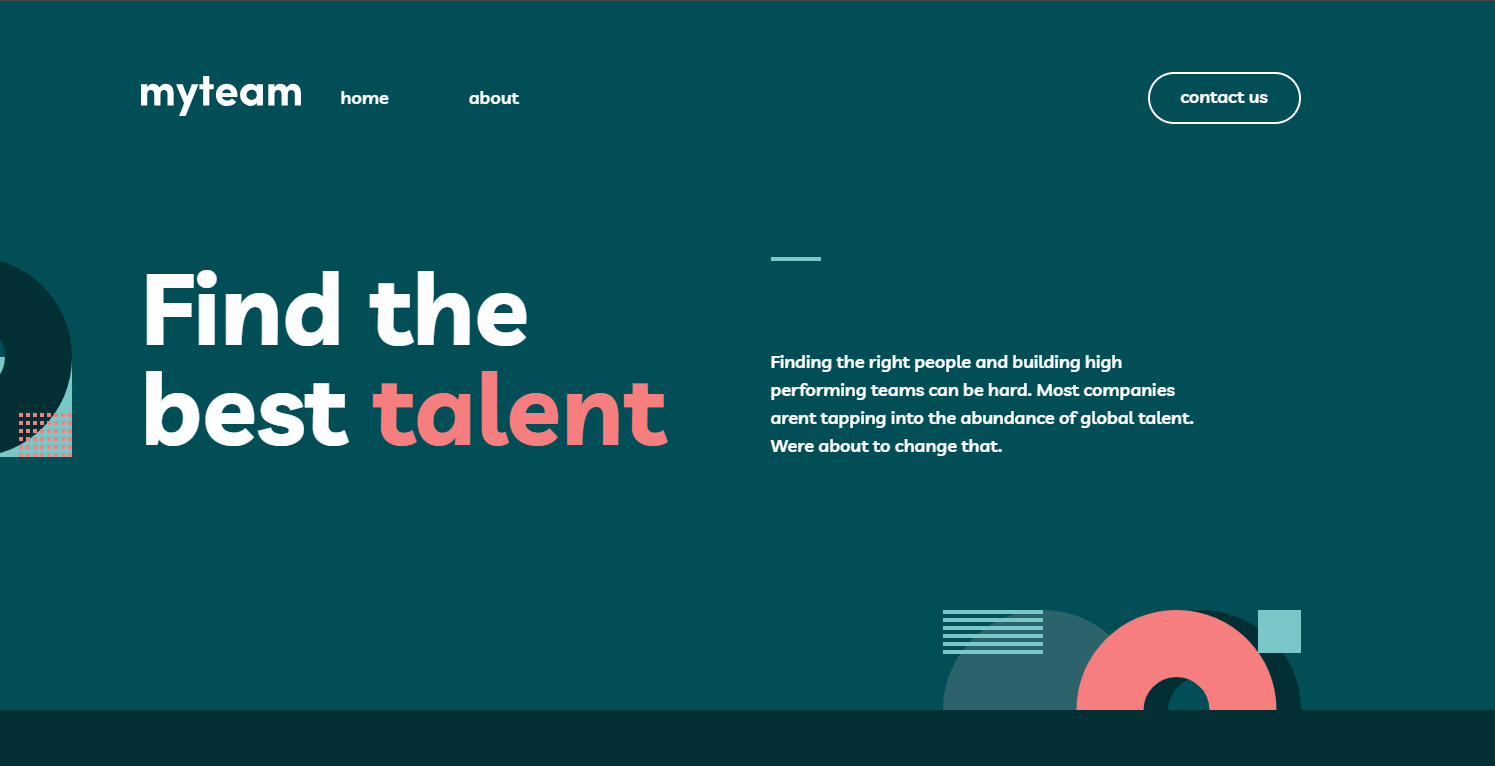 myteam
home
about
contact us
Find the
best talent
Finding the right people and building high
performing teams can be hard. Most companies
arent tapping into the abundance of global talent.
Were about to change that.